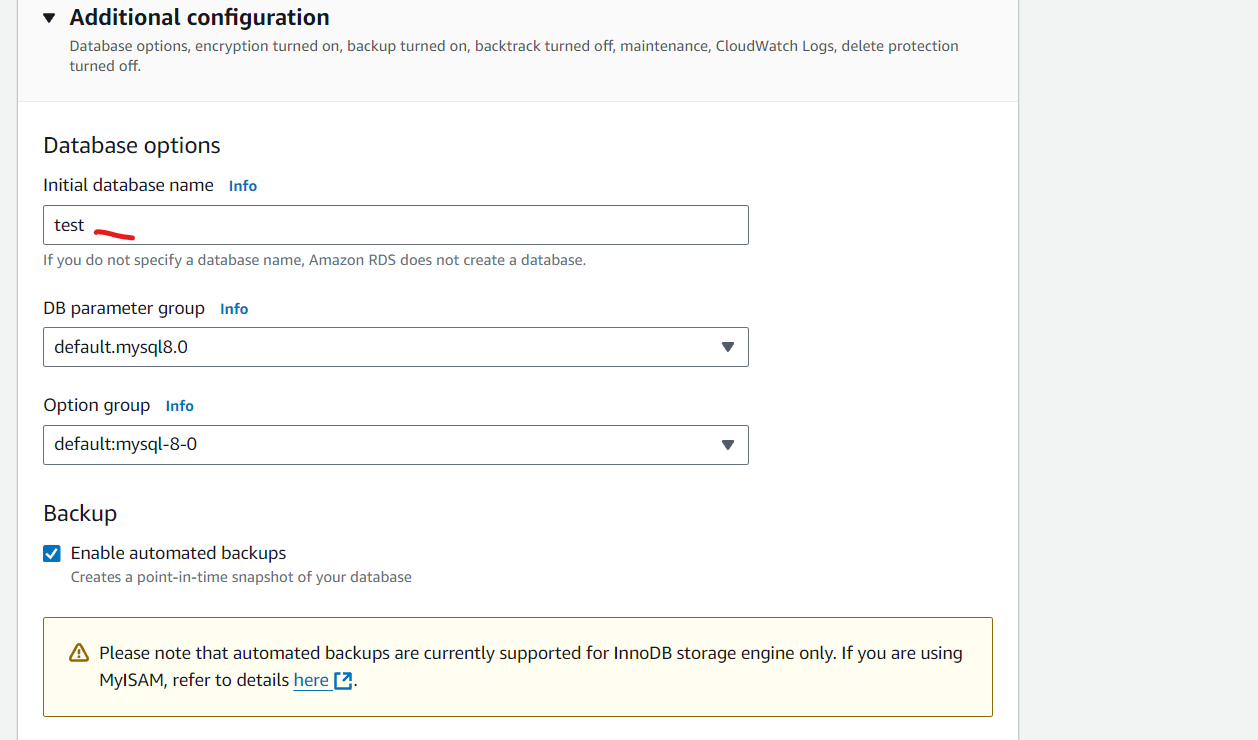 Additional configuration
Database options, encryption turned on, backup turned on, backtrack turned off, maintenance, CloudWatch Logs, delete protection
turned off.
Database options
Initial database name Info
test
If you do not specify a database name, Amazon RDS does not create a database.
DB parameter group Info
default.mysql8.0
Option group Info
default:mysql-8-0
Backup
Enable automated backups
Creates a point-in-time snapshot of your database
Please note that automated backups are currently supported for InnoDB storage engine only. If you are using
MyISAM, refer to details here.